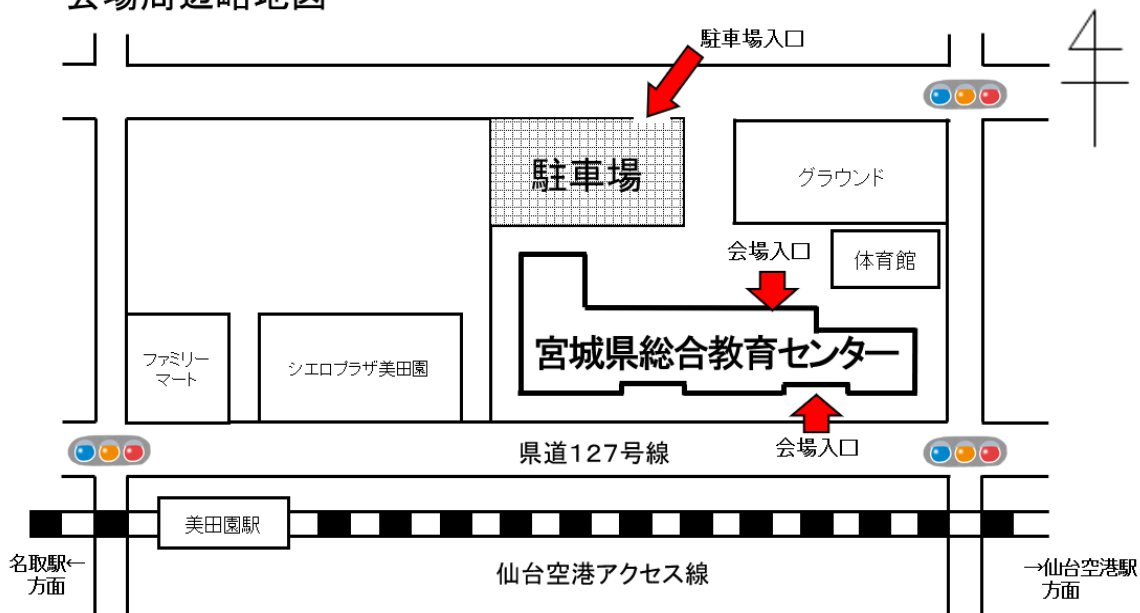 会場周辺略地図
駐車場入口
駐車場
グラウンド
会場入口
体育館
宮城県総合教育センター
ファミリー
マート
シエロプラザ美田園
会場入口
県道127号線
美田園駅
名取駅←
方面
仙台空港アクセス線
→仙台空港駅
方面